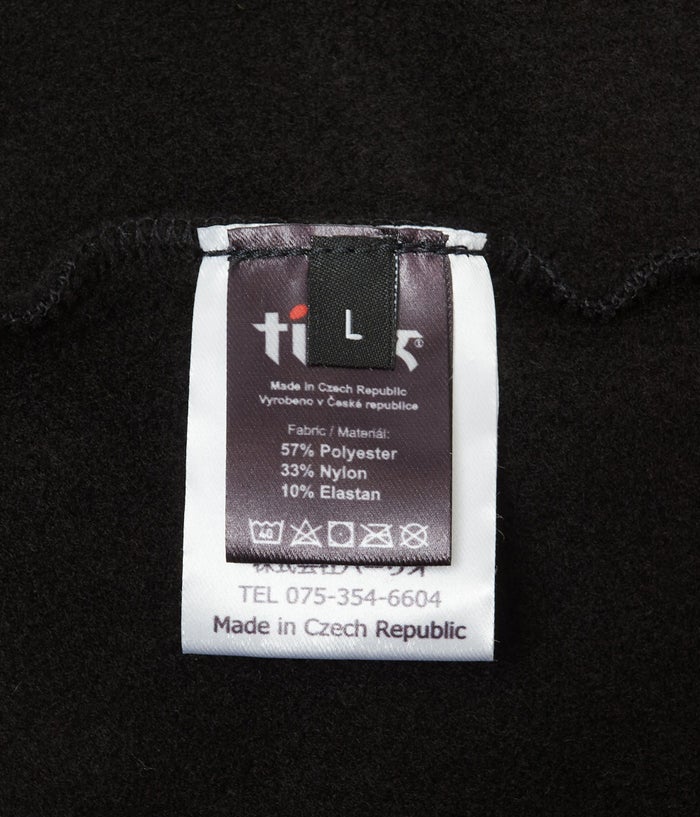 L
Made in Czech Republic
Vyrobeno v České republice
Fabric / Materiál:
57% Polyester
33% Nylon
10% Elastan
40
TEL 075-354-6604
Made in Czech Republic